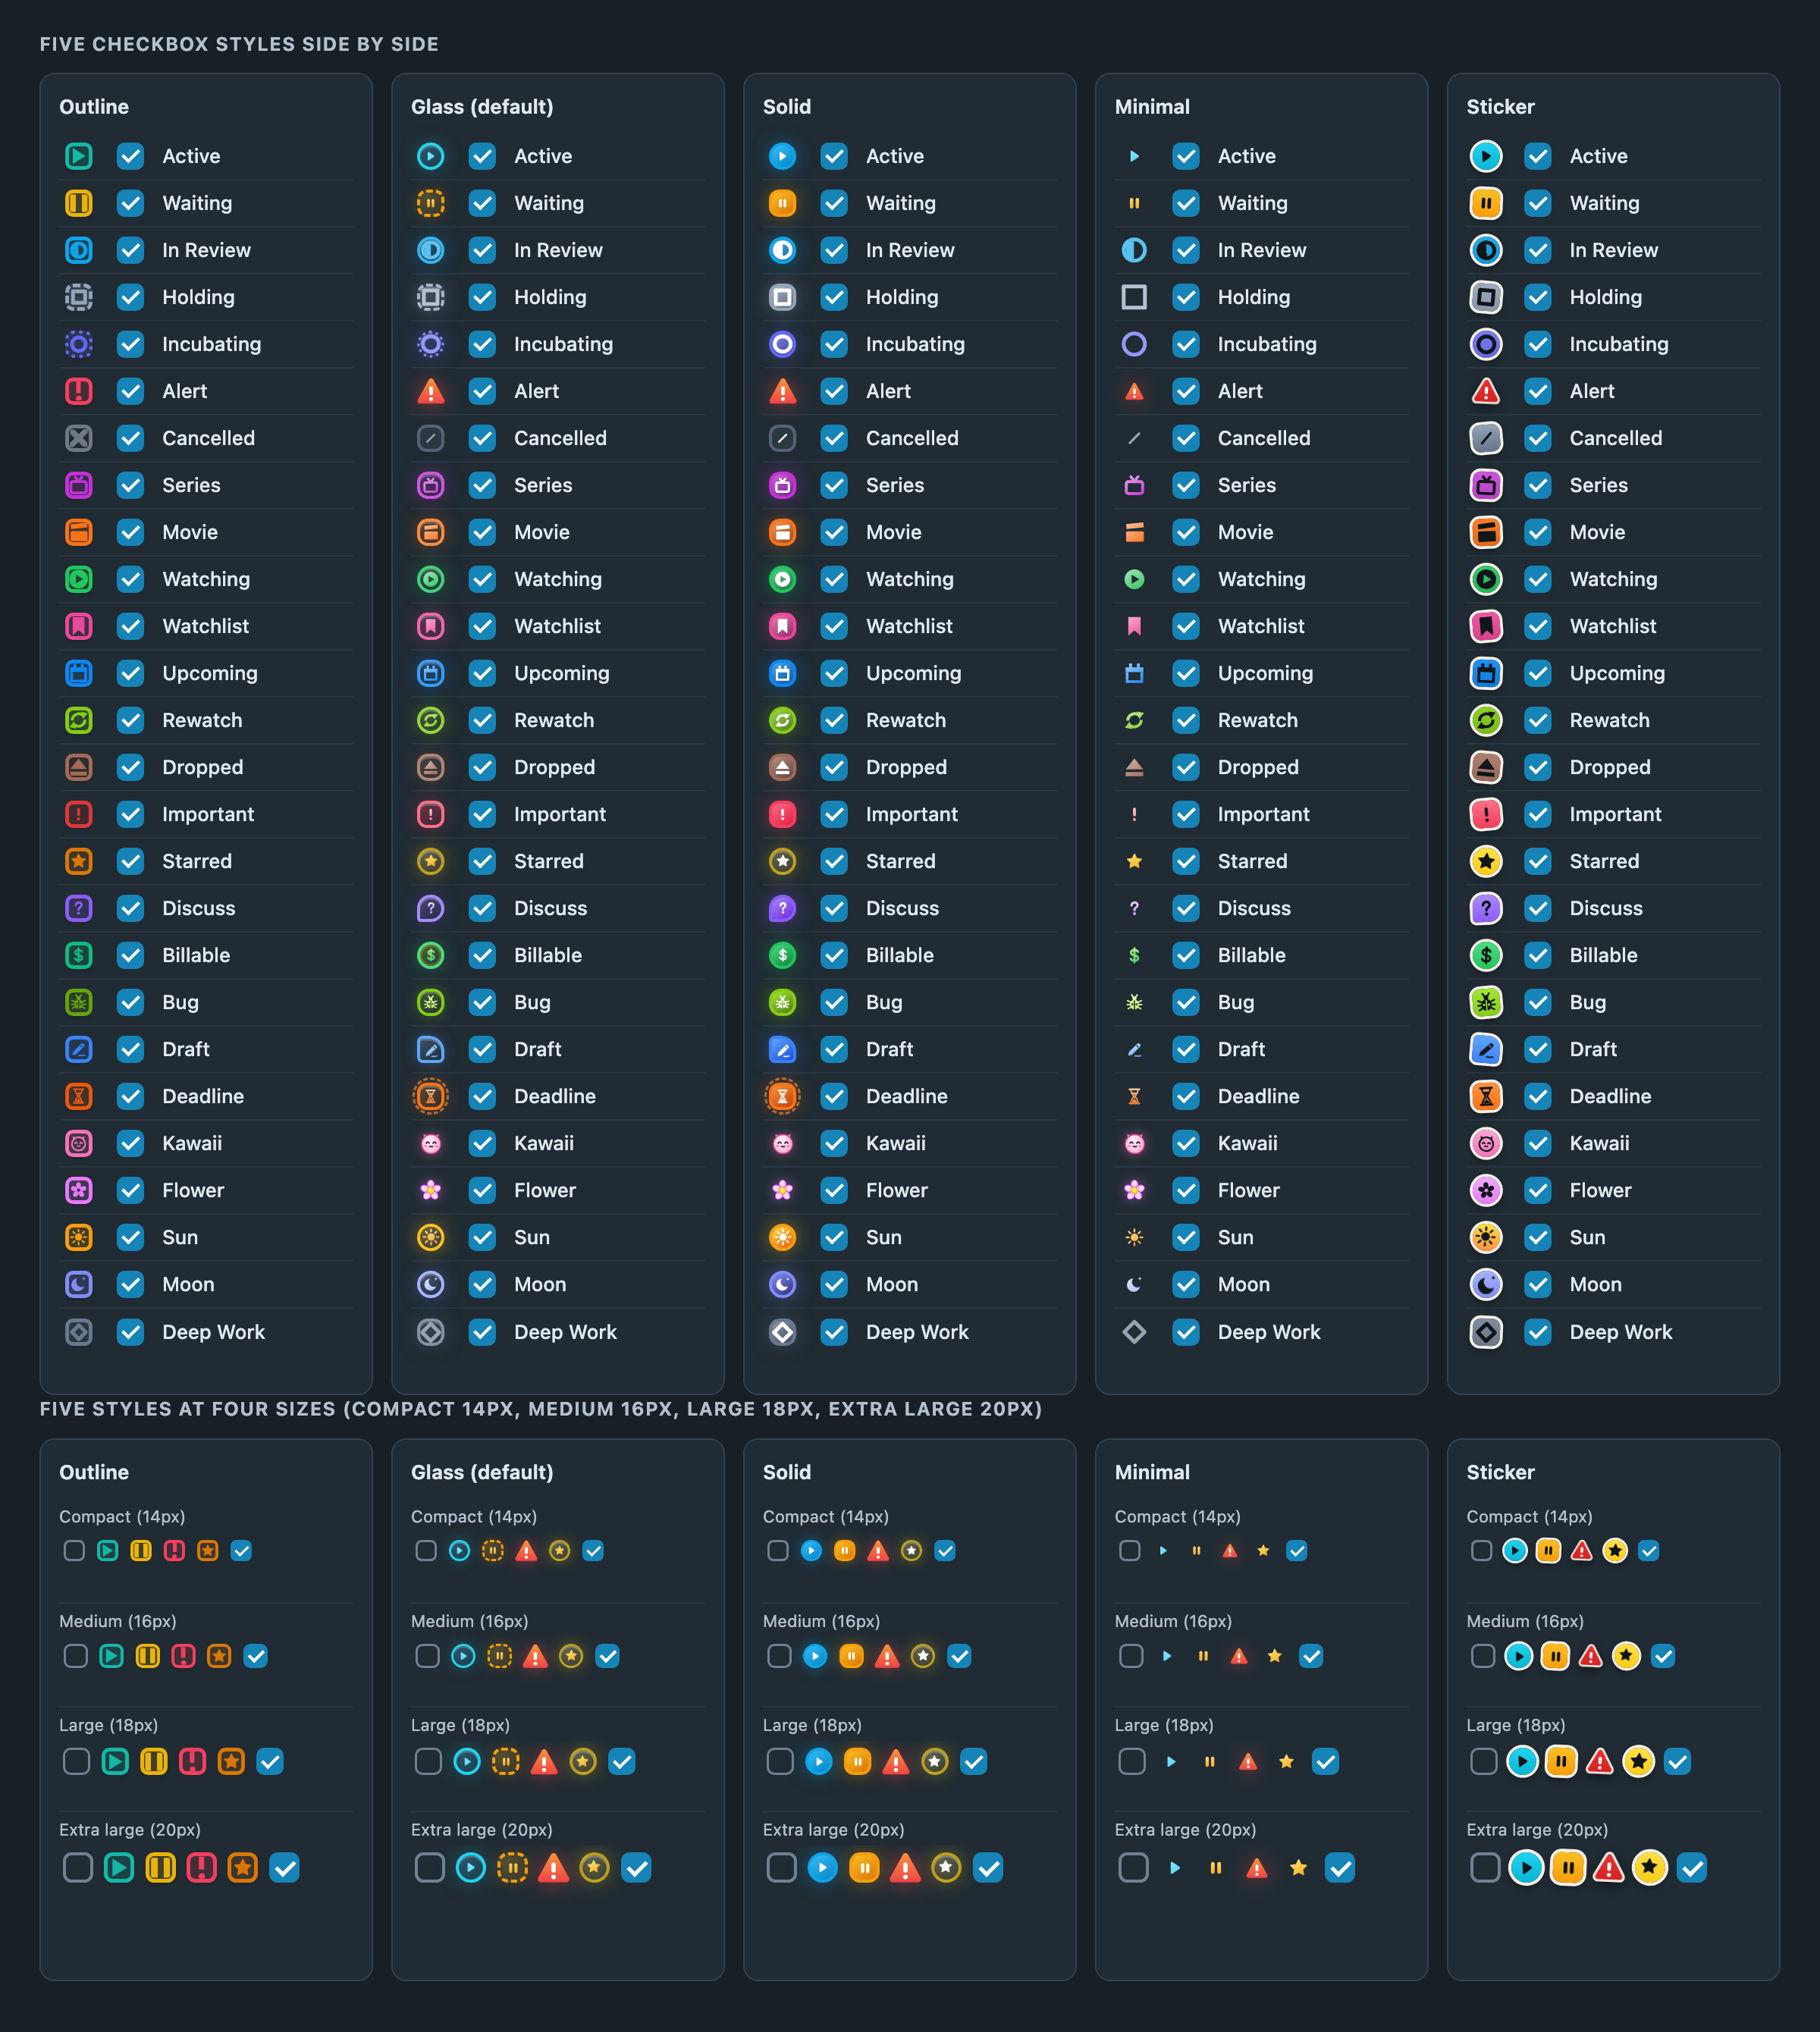 FIVE CHECKBOX STYLES SIDE BY SIDE
Outline
Active
Waiting
In Review
Holding
Incubating
Alert
Cancelled
Series
Movie
Watching
Watchlist
Upcoming
Rewatch
Dropped
Important
Starred
Discuss
Billable
Bug
Draft
Deadline
Kawaii
Flower
Sun
Moon
Deep Work
Glass (default)
Active
Waiting
In Review
Holding
Incubating
Alert
Cancelled
Series
Movie
Watching
Watchlist
Upcoming
Rewatch
Dropped
Important
Starred
Discuss
Billable
Bug
Draft
Deadline
Kawaii
Flower
Sun
Moon
Deep Work
Solid
Active
Waiting
In Review
Holding
Incubating
Alert
Cancelled
Series
Movie
Watching
Watchlist
Upcoming
Rewatch
Dropped
Important
Starred
Discuss
Billable
Bug
Draft
Deadline
Kawaii
Flower
Sun
Moon
Deep Work
Minimal
Active
Waiting
In Review
Holding
Incubating
Alert
Cancelled
Series
Movie
Watching
Watchlist
Upcoming
Rewatch
Dropped
Important
Starred
Discuss
Billable
Bug
Draft
Deadline
Kawaii
Flower
Sun
Moon
Deep Work
Sticker
Active
Waiting
In Review
Holding
Incubating
Alert
Cancelled
Series
Movie
Watching
Watchlist
Upcoming
Rewatch
Dropped
Important
Starred
Discuss
Billable
Bug
Draft
Deadline
Kawaii
Flower
Sun
Moon
Deep Work
FIVE STYLES AT FOUR SIZES (COMPACT 14PX, MEDIUM 16PX, LARGE 18PX, EXTRA LARGE 20PX)
Outline
Compact (14px)
Medium (16px)
Large (18px)
Extra large (20px)
Glass (default)
Compact (14px)
Medium (16px)
Large (18px)
Extra large (20px)
Solid
Compact (14px)
Medium (16px)
Large (18px)
Extra large (20px)
Minimal
Compact (14px)
Medium (16px)
Large (18px)
Extra large (20px)
Sticker
Compact (14px)
Medium (16px)
Large (18px)
Extra large (20px)